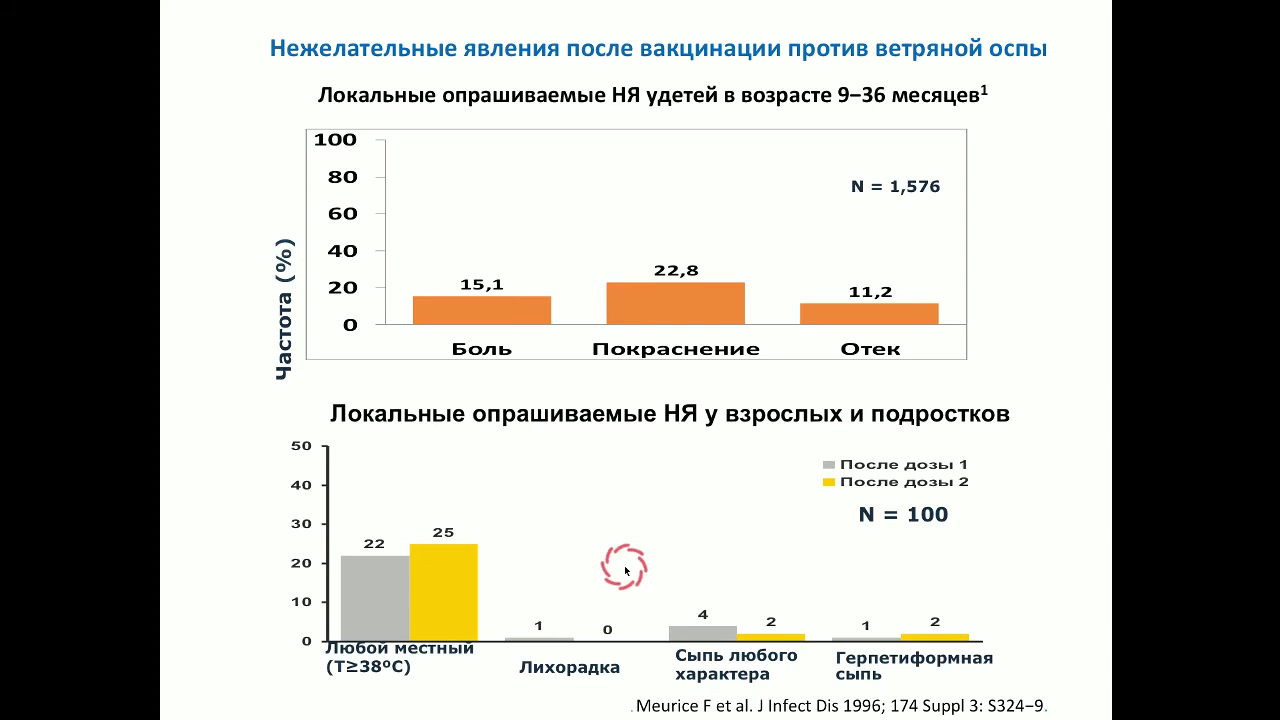 Нежелательные явления после вакцинации против ветряной оспы
Локальные опрашиваемые НЯ удетей в возрасте 9–36 месяцев¹
Частота (%)
100
80
60
40
20
0
N = 1,576
15,1
22,8
11,2
Боль
Покраснение
Отек
Локальные опрашиваемые НЯ у взрослых и подростков
50
40
30
20
10
0
После дозы 1
После дозы 2
N = 100
22
25
1
0
4
2
1
2
Любой местный
(T≥38ºC)
Лихорадка
Сыпь любого
характера
Герпетиформная
сыпь
. Meurice F et al. J Infect Dis 1996; 174 Suppl 3: S324–9.